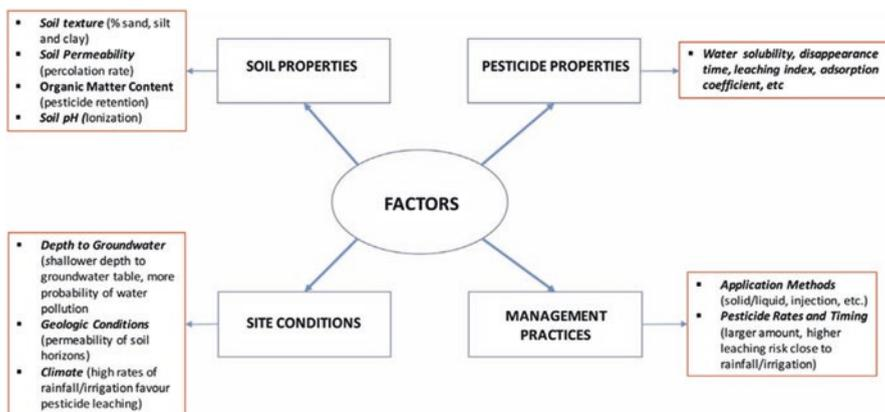 ▪ Soil texture (% sand, silt
and clay)
▪ Soil Permeability
(percolation rate)
▪ Organic Matter Content
(pesticide retention)
▪ Soil pH (Ionization)
SOIL PROPERTIES
PESTICIDE PROPERTIES
▪ Water solubility, disappearance
time, leaching index, adsorption
coefficient, etc
FACTORS
▪ Depth to Groundwater
(shallower depth to
groundwater table, more
probability of water
pollution
▪ Geologic Conditions
(permeability of soil
horizons)
▪ Climate (high rates of
rainfall/irrigation favour
pesticide leaching)
SITE CONDITIONS
MANAGEMENT
PRACTICES
▪ Application Methods
(solid/liquid, injection, etc.)
▪ Pesticide Rates and Timing
(larger amount, higher
leaching risk close to
rainfall/irrigation)